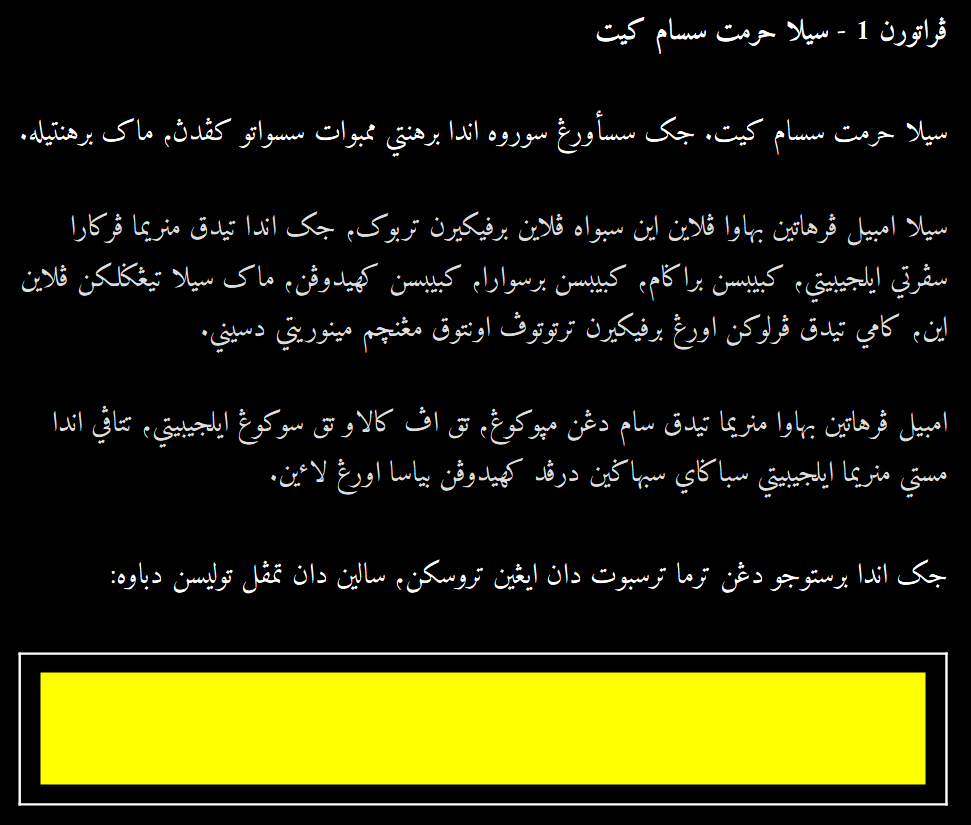 ڤراتورن 1 - سيلا حرمت سسام کيت
سيلا حرمت سسام کيت. جک سسأورڠ سوروه اندا برهنتي ممبوات سسواتو کڤدڽ⹁ ماک برهنتيله.
سيلا امبيل ڤرهاتين بهاوا ڤلاين اين سبواه ڤلاين برفيکيرن تربوک⹁ جک اندا تيدق منريما ڤرکارا
سڤرتي ايلجيبيتي⹁ کبيبسن براݢام⹁ کبيبسن برسوارا⹁ کبيبسن کهيدوڤن⹁ ماک سيلا تيڠݢلکن ڤلاين
اين⹁ کامي تيدق ڤرلوکن اورڠ برفيکيرن ترتوتوڤ اونتوق مڠنچم مينوريتي دسيني.
امبيل ڤرهاتين بهاوا منريما تيدق سام دڠن مڽوکوڠ⹁ تق اڤ کالاو تق سوکوڠ ايلجيبيتي⹁ تتاڤي اندا
مستي منريما ايلجيبيتي سباݢاي سبهاݢين درڤد کهيدوڤن بياسا اورڠ لاءين.
جک اندا برستوجو دڠن ترما ترسبوت دان ايڠين تروسکن⹁ سالين دان تمڤل توليسن دباوه: